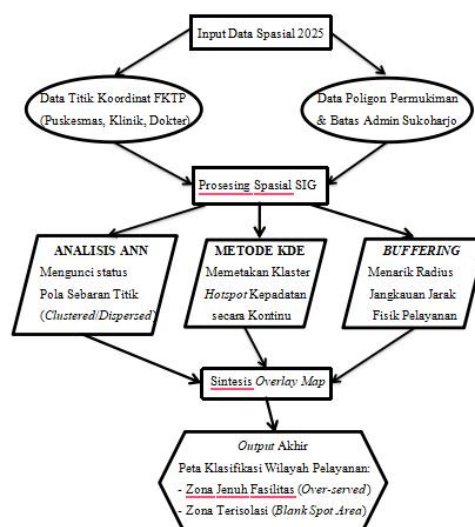 Input Data Spasial 2025
Data Titik Koordinat FKTP
(Puskesmas, Klinik, Dokter)
Data Poligon Permukiman
& Batas Admin Sukoharjo
Prosesing Spasial SIG
ANALISIS ANN
Mengunci status
Pola Sebaran Titik
(Clustered/Dispersed)
METODE KDE
Memetakan Klaster
Hotspot Kepadatan
secara Kontinu
BUFFERING
Menarik Radius
Jangkauan Jarak
Fisik Pelayanan
Sintesis Overlay Map
Output Akhir
Peta Klasifikasi Wilayah Pelayanan:
- Zona Jenuh Fasilitas (Over-served)
- Zona Terisolasi (Blank Spot Area)